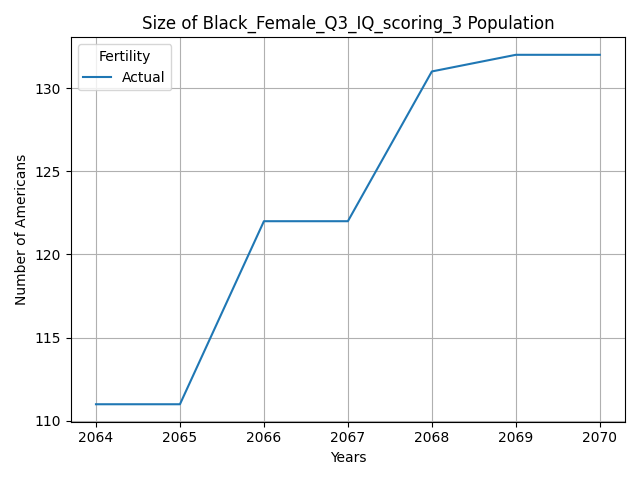 Size of Black_Female_Q3_IQ_scoring_3 Population
Fertility
Actual
Number of Americans
130
125
120
115
110
2064 2065 2066 2067 2068 2069 2070
Years